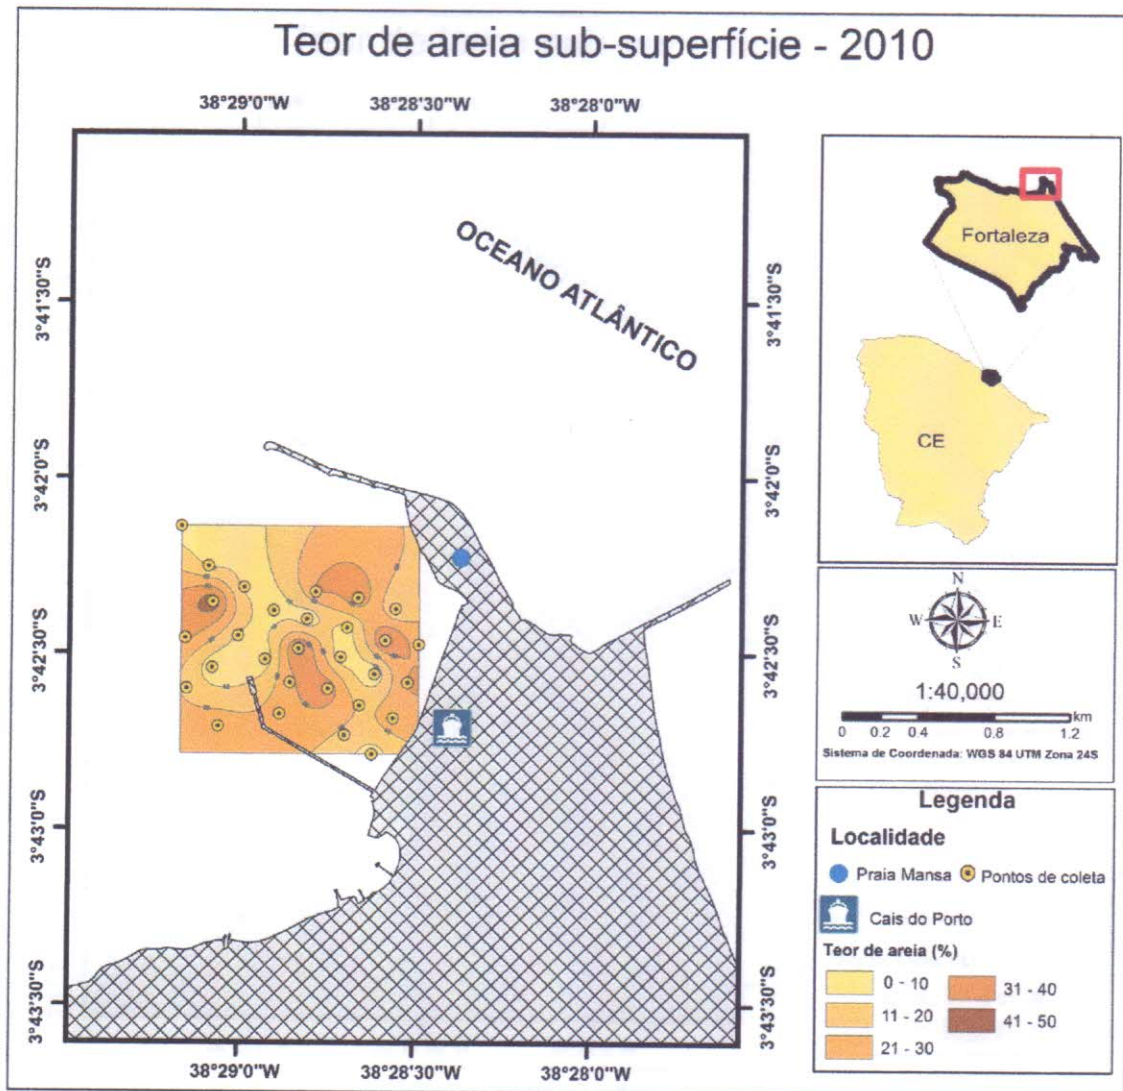 Teor de areia sub-superfície - 2010
38°29'0"W
38°28'30"W
38°28'0"W
3°41'30"S
3°42'0"S
3°42'30"S
3°43'0"S
3°43'30"S
OCEANO ATLÂNTICO
3°41'30"S
3°42'0"S
3°42'30"S
3°43'0"S
3°43'30"S
38°29'0"W
38°28'30"W
38°28'0"W
Fortaleza
CE
N
W E
S
1:40,000
km
0 0.2 0.4 0.8 1.2
Sistema de Coordenada: WGS 84 UTM Zona 24S
Legenda
Localidade
Praia Mansa Pontos de coleta
Cais do Porto
Teor de areia (%)
0 - 10 31 - 40
11 - 20 41 - 50
21 - 30